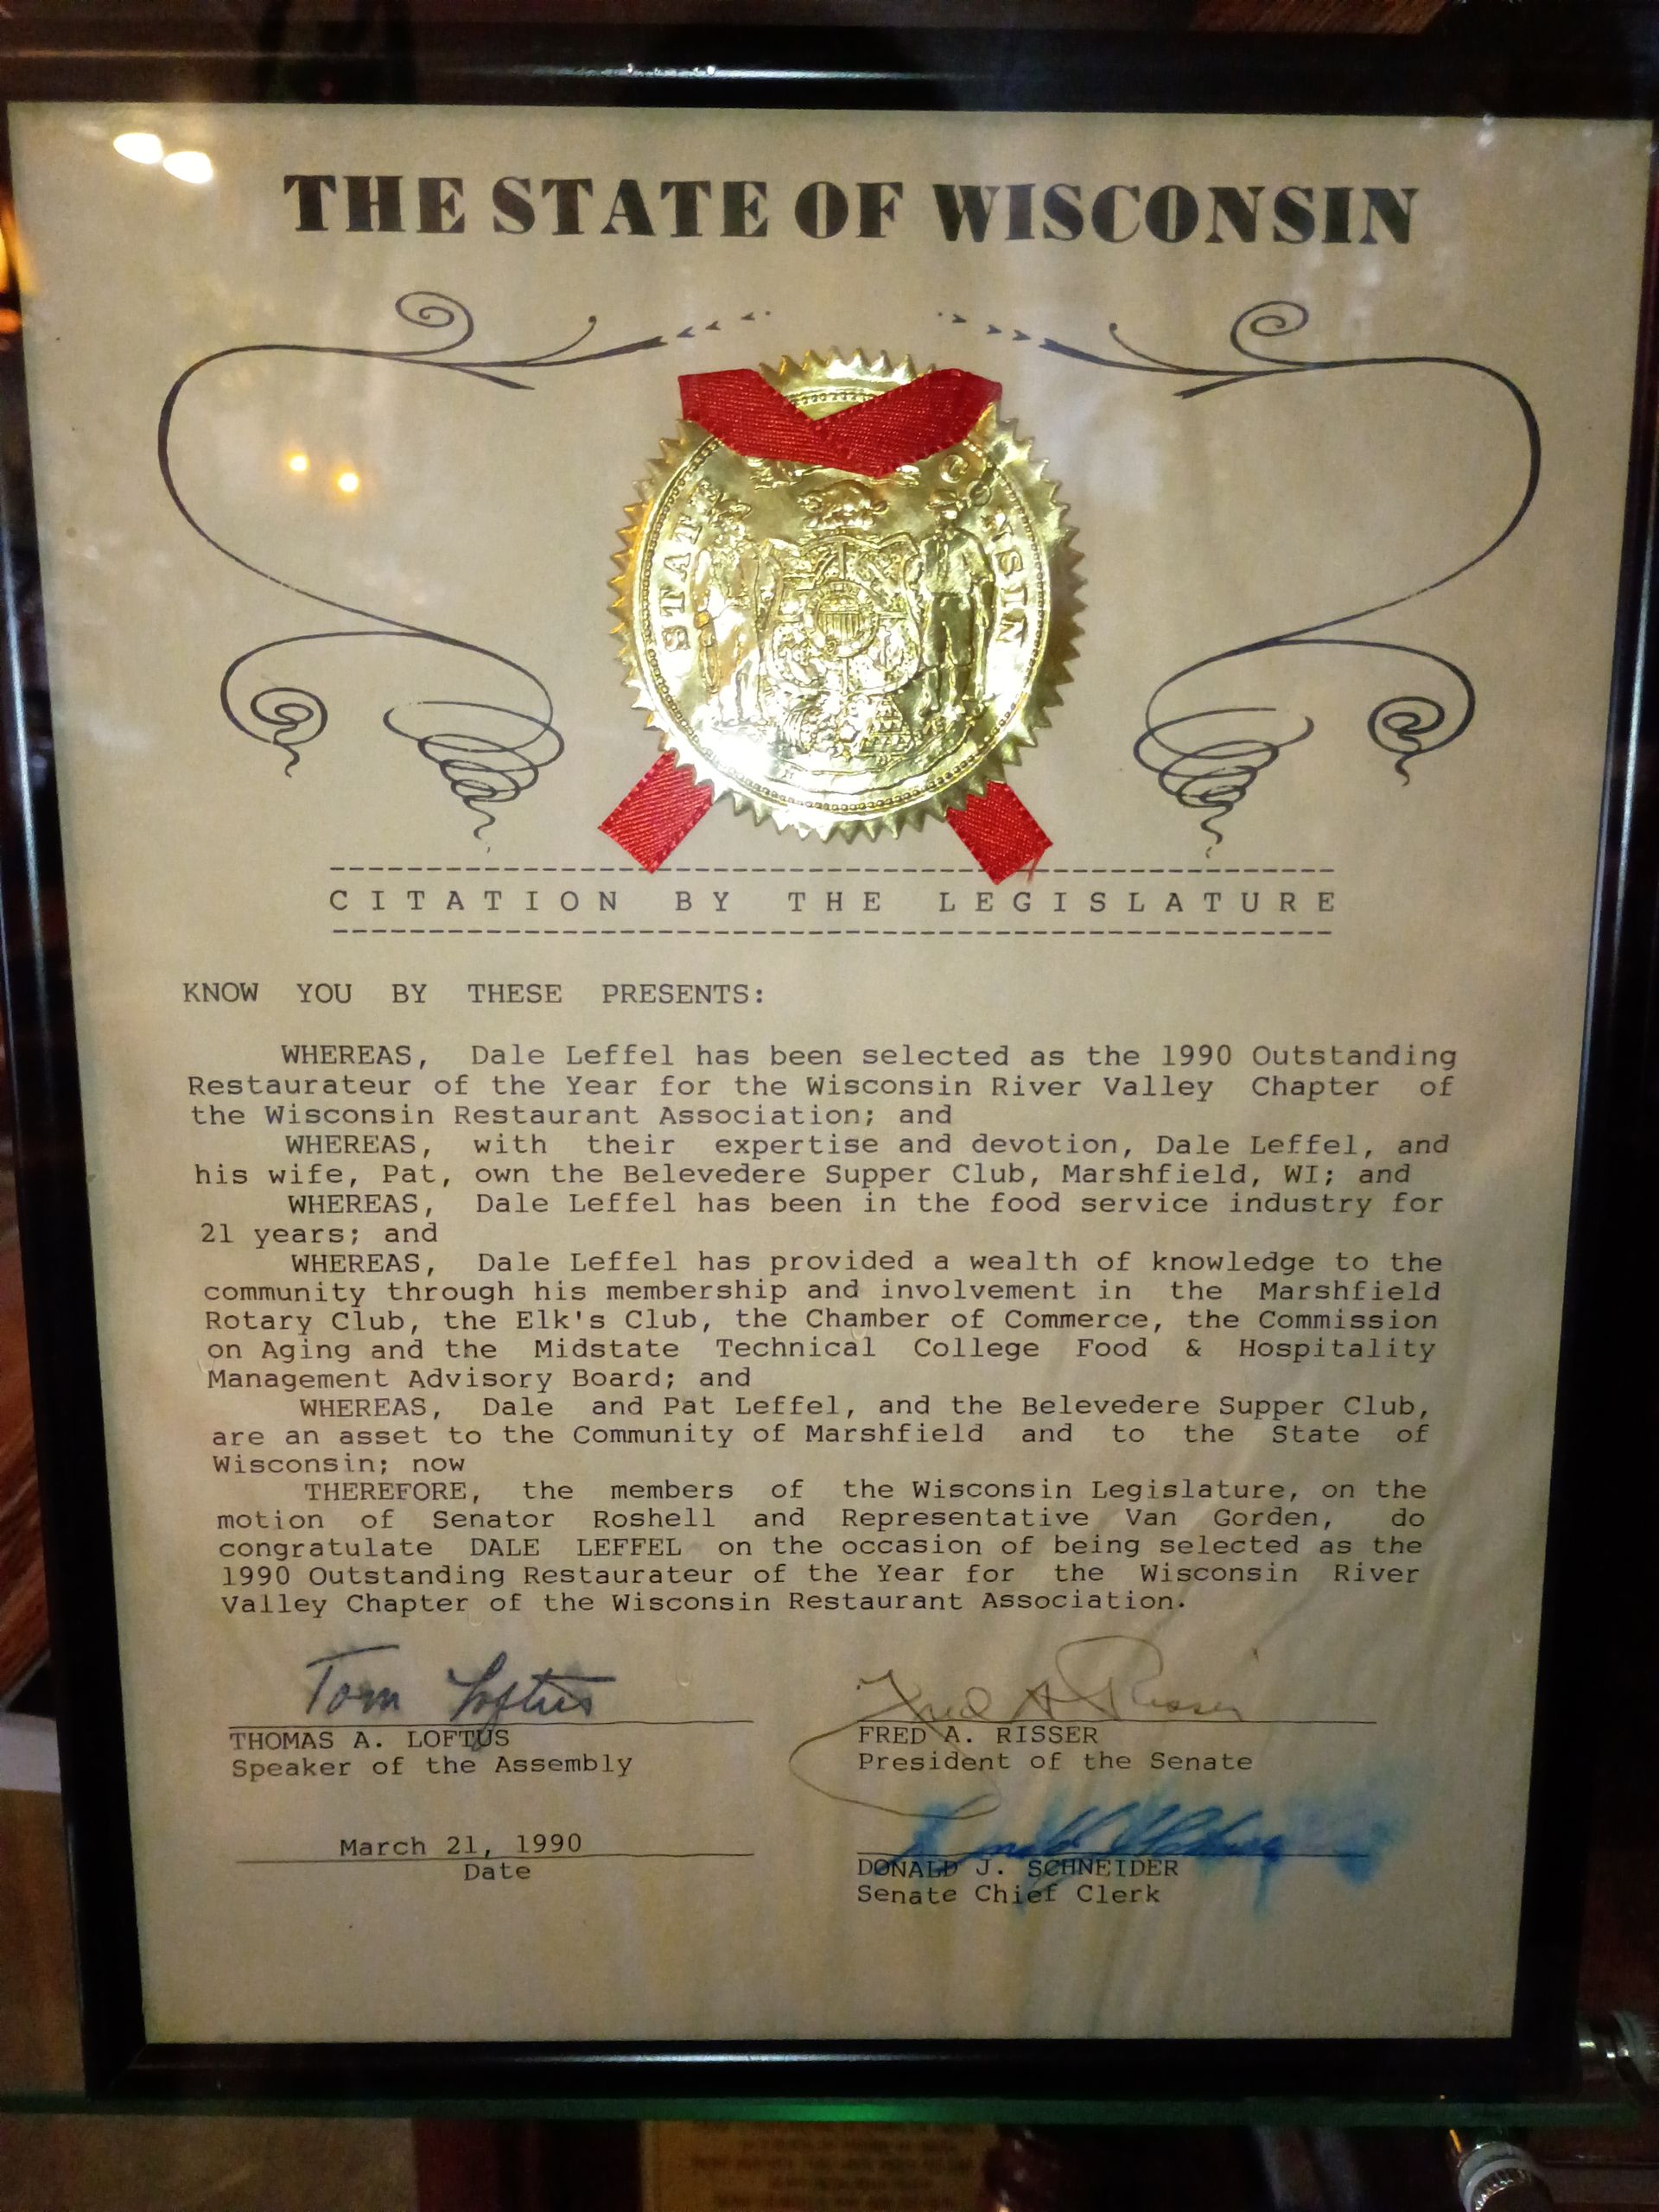 THE STATE OF WISCONSIN
STATE OF WISCONSIN
CITATION BY THE LEGISLATURE
KNOW YOU BY THESE PRESENTS:
WHEREAS, Dale Leffel has been selected as the 1990 Outstanding
Restaurateur of the Year for the Wisconsin River Valley Chapter of
the Wisconsin Restaurant Association; and
WHEREAS, with their expertise and devotion, Dale Leffel, and
his wife, Pat, own the Belevedere Supper Club, Marshfield, WI; and
WHEREAS, Dale Leffel has been in the food service industry for
21 years; and
WHEREAS, Dale Leffel has provided a wealth of knowledge to the
community through his membership and involvement in the Marshfield
Rotary Club, the Elk's Club, the Chamber of Commerce, the Commission
on Aging and the Midstate Technical College Food & Hospitality
Management Advisory Board; and
WHEREAS, Dale and Pat Leffel, and the Belevedere Supper Club,
are an asset to the Community of Marshfield and to the State of
Wisconsin; now
THEREFORE, the members of the Wisconsin Legislature, on the
motion of Senator Roshell and Representative Van Gorden, do
congratulate DALE LEFFEL on the occasion of being selected as the
1990 Outstanding Restaurateur of the Year for the Wisconsin River
Valley Chapter of the Wisconsin Restaurant Association.
Tom Loftus
Fred A. Risser
THOMAS A. LOFTUS
FRED A. RISSER
Speaker of the Assembly
President of the Senate
March 21, 1990
Date
DONALD J. SCHNEIDER
Senate Chief Clerk